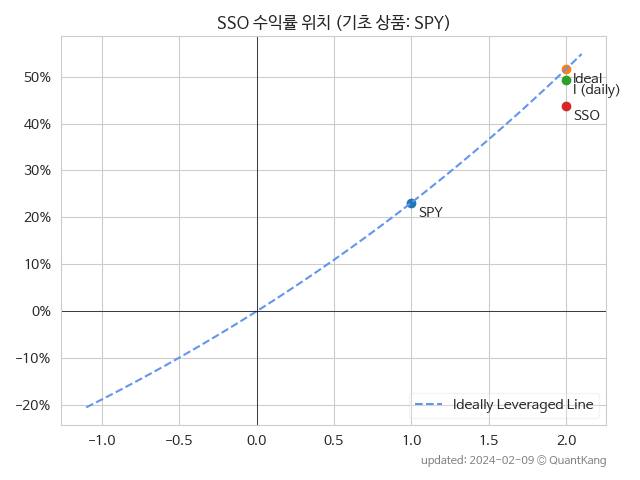 SSO 수익률 위치 (기초 상품: SPY)
50%
40%
30%
20%
10%
0%
−10%
−20%
Ideal
I (daily)
SSO
SPY
Ideally Leveraged Line
−1.0
−0.5
0.0
0.5
1.0
1.5
2.0
updated: 2024-02-09 © QuantKang